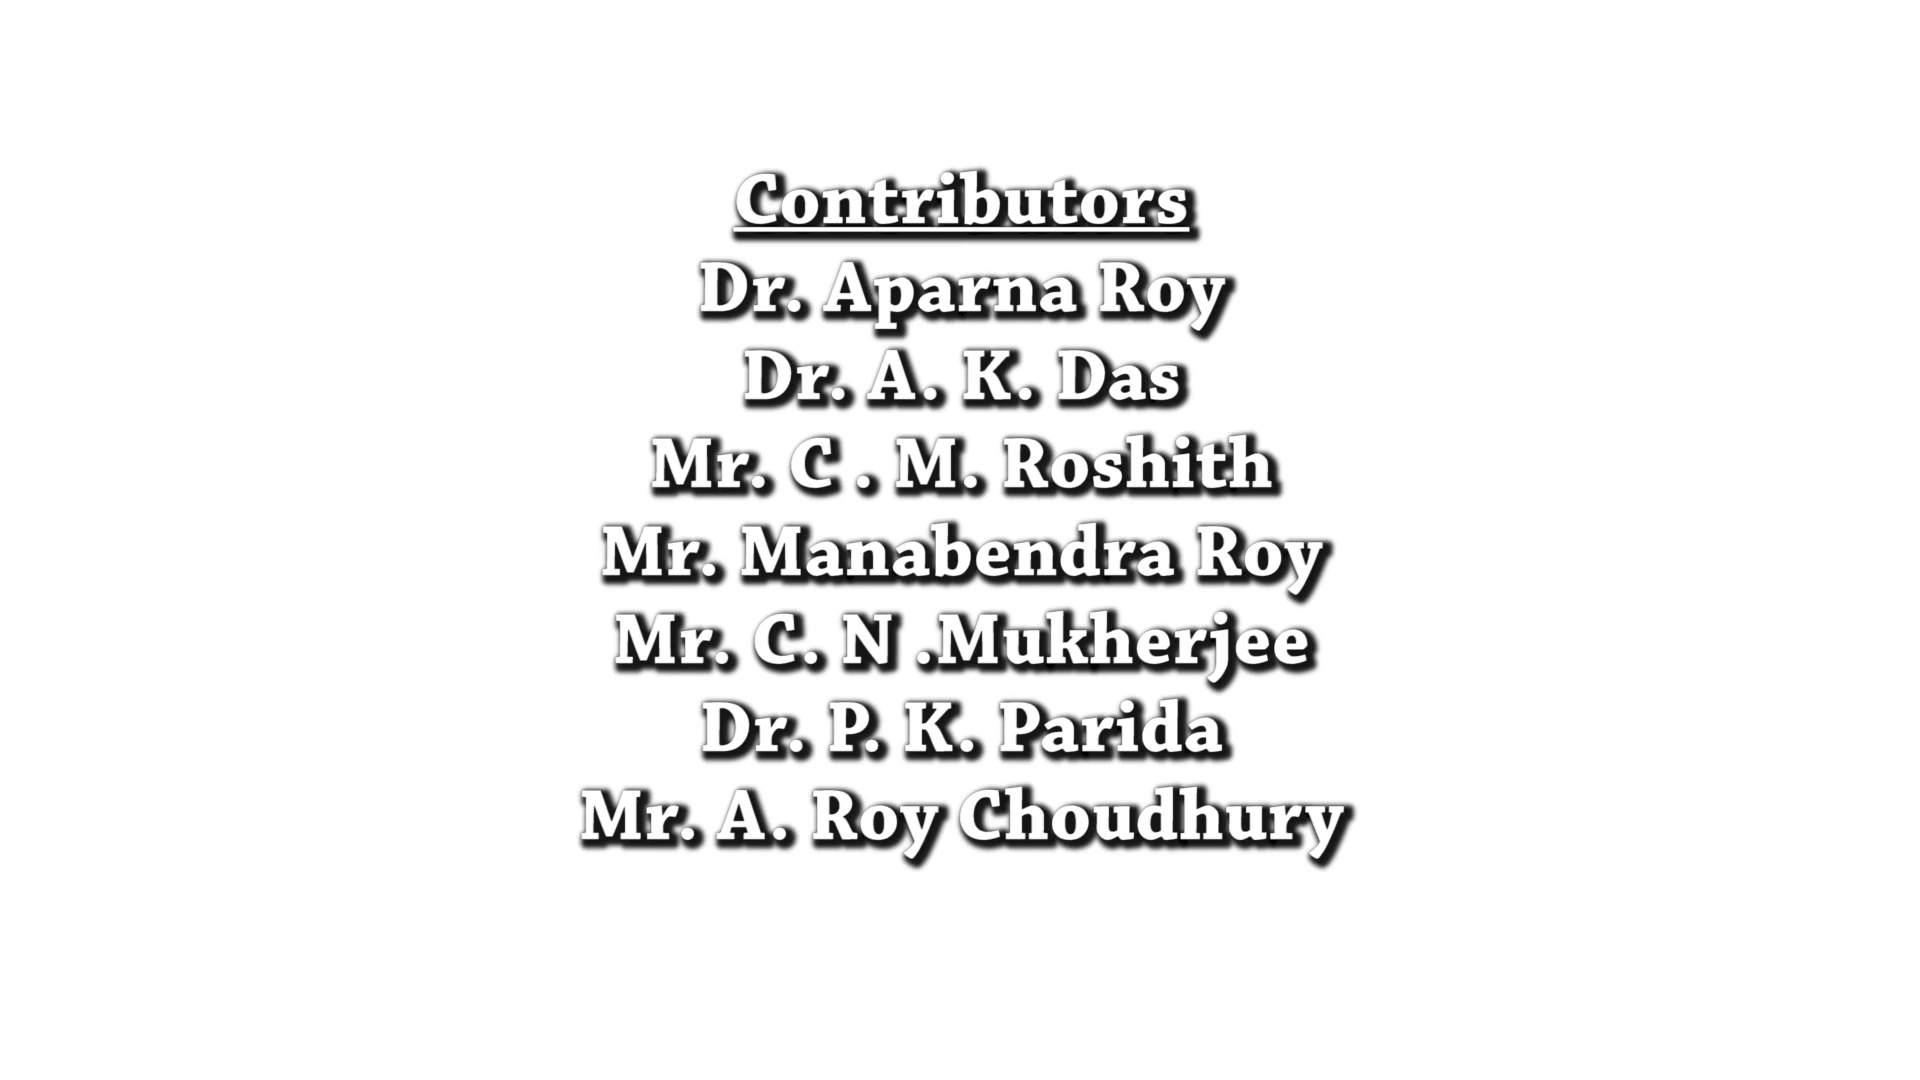 Contributors
Dr. Aparna Roy
Dr. A. K. Das
Mr. C . M. Roshith
Mr. Manabendra Roy
Mr. C. N .Mukherjee
Dr. P. K. Parida
Mr. A. Roy Choudhury